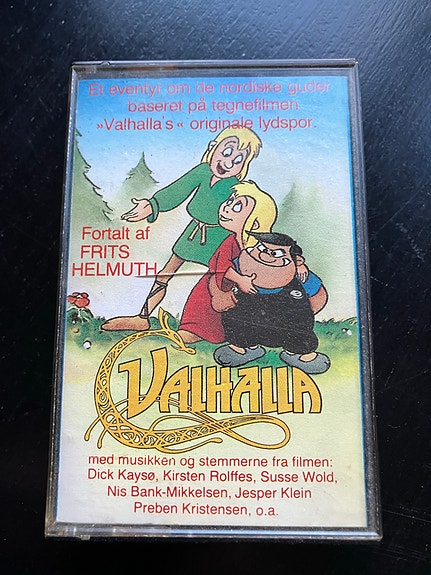 Et eventyr om de nordiske guder
baseret på tegnefilmen
»Valhalla's« originale lydspor.
Fortalt af
FRITS
HELMUTH
VALHALLA
med musikken og stemmerne fra filmen:
Dick Kaysø, Kirsten Rolffes, Susse Wold,
Nis Bank-Mikkelsen, Jesper Klein
Preben Kristensen, o.a.